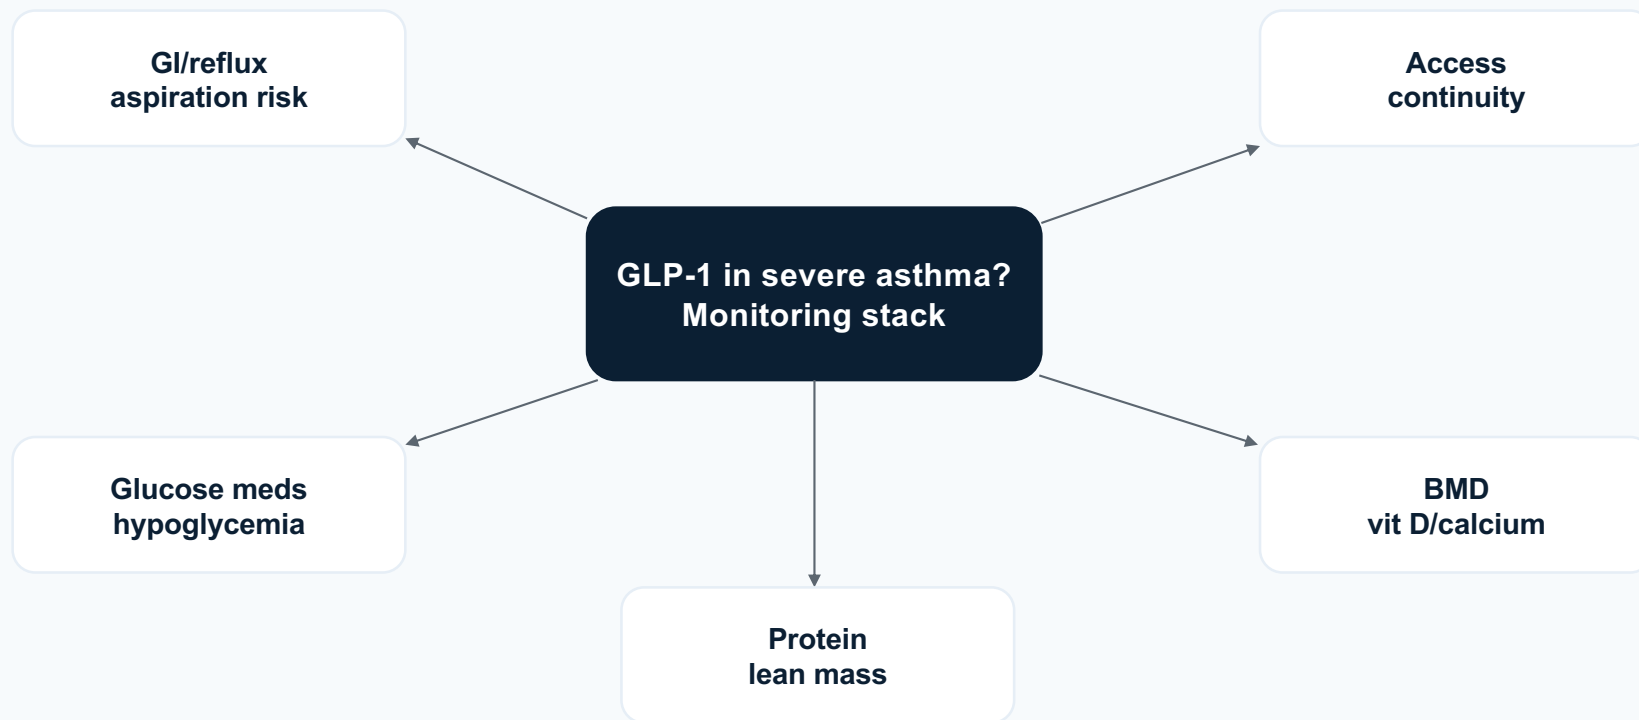 GI/reflux
aspiration risk
Access
continuity
GLP-1 in severe asthma?
Monitoring stack
Glucose meds
hypoglycemia
BMD
vit D/calcium
Protein
lean mass